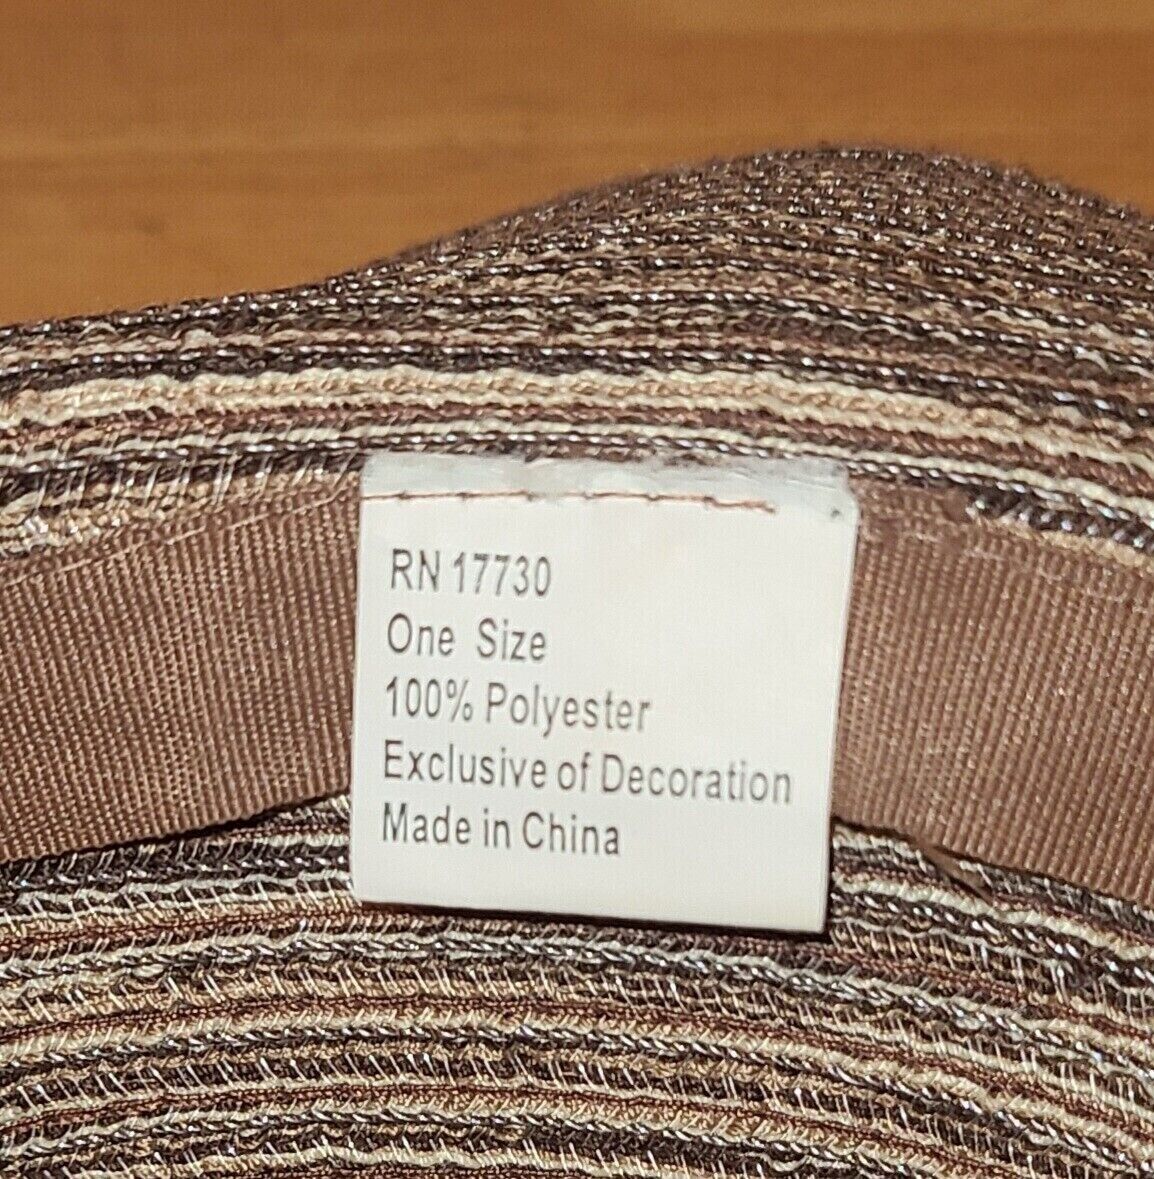 RN 17730
One Size
100% Polyester
Exclusive of Decoration
Made in China